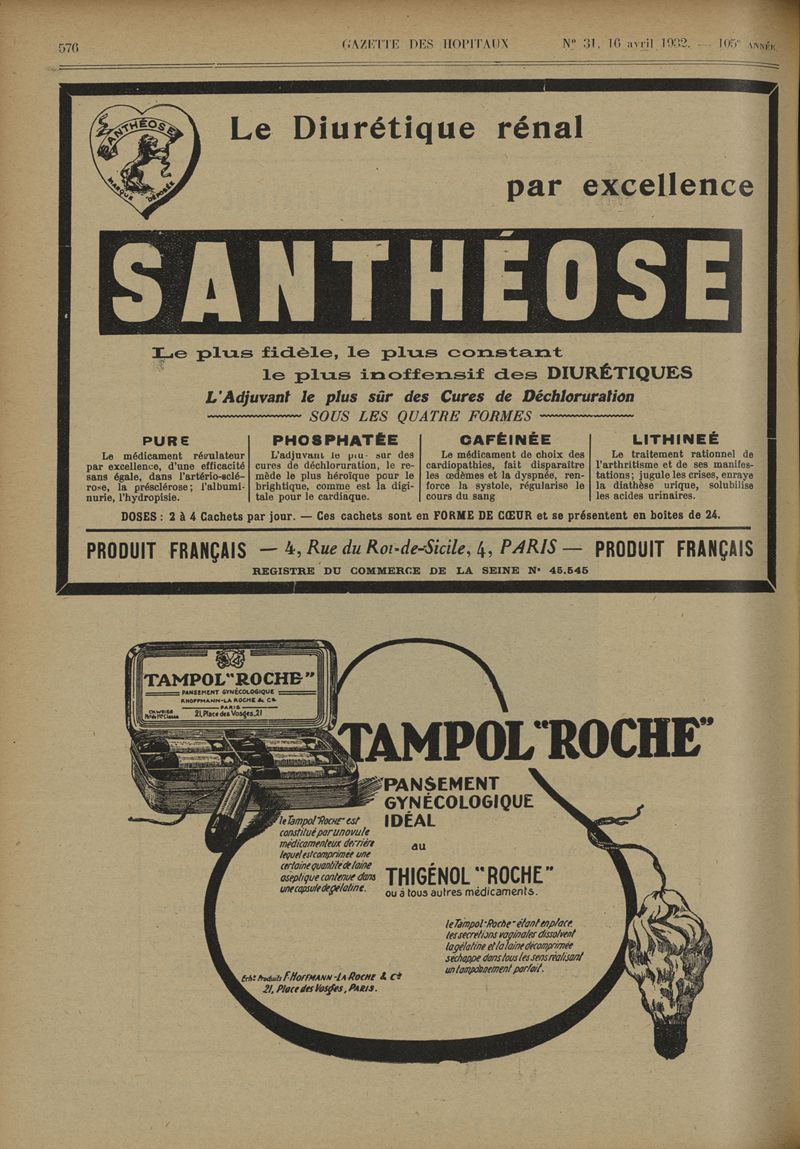 576 GAZETTE DES HOPITAUX N° 31. 16 avril 1932. — 105e ANNÉE.
SANTHÉOSE
MARQUE DÉPOSÉE
Le Diurétique rénal
par excellence
SANTHÉOSE
Le plus fidèle, le plus constant
le plus inoffensif des DIURÉTIQUES
L'Adjuvant le plus sûr des Cures de Déchloruration
SOUS LES QUATRE FORMES
PURE
Le médicament régulateur
par excellence, d'une efficacité
sans égale, dans l'artério-sclé-
rose, la présclérose; l'albumi-
nurie, l'hydropisie.
PHOSPHATÉE
L'adjuvant le plus sur des
cures de déchloruration, le re-
mède le plus héroïque pour le
brightique, comme est la digi-
tale pour le cardiaque.
CAFÉINÉE
Le médicament de choix des
cardiopathies, fait disparaître
les œdèmes et la dyspnée, ren-
force la systole, régularise le
cours du sang
LITHINEÉ
Le traitement rationnel de
l'arthritisme et de ses manifes-
tations; jugule les crises, enraye
la diathèse urique, solubilise
les acides urinaires.
DOSES : 2 à 4 Cachets par jour. — Ces cachets sont en FORME DE CŒUR et se présentent en boites de 24.
PRODUIT FRANÇAIS — 4, Rue du Roi-de-Sicile, 4, PARIS — PRODUIT FRANÇAIS
REGISTRE DU COMMERCE DE LA SEINE N° 45.545
TAMPOL "ROCHE"
PANSEMENT GYNÉCOLOGIQUE
F.HOFFMANN-LA ROCHE & Cie
PARIS
21, Place des Vosges, 21
TAMPOL "ROCHE"
PANSEMENT
GYNÉCOLOGIQUE
IDÉAL
au
THIGÉNOL "ROCHE"
ou à tous autres médicaments.
le Tampol "Roche" est
constitué par un ovule
médicamenteux derrière
lequel est comprimée une
certaine quantité de laine
aseptique contenue dans
une capsule de gélatine.
le Tampol "Roche" étant en place
les secrétions vaginales dissolvent
la gélatine et la laine decomprimée
s'échappe dans tous les sens réalisant
un tamponnement parfait.
Echns Produits F. HOFFMANN-LA ROCHE & Cie
21, Place des Vosges, PARIS.